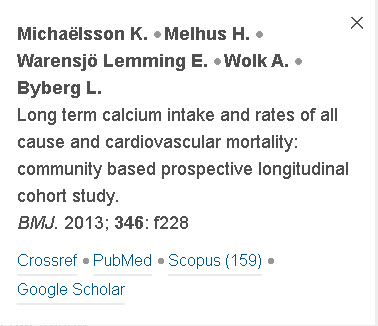 Michaëlsson K. ● Melhus H. ●
Warensjö Lemming E. ● Wolk A. ●
Byberg L.
Long term calcium intake and rates of all
cause and cardiovascular mortality:
community based prospective longitudinal
cohort study.
BMJ. 2013; 346: f228
Crossref ● PubMed ● Scopus (159) ●
Google Scholar